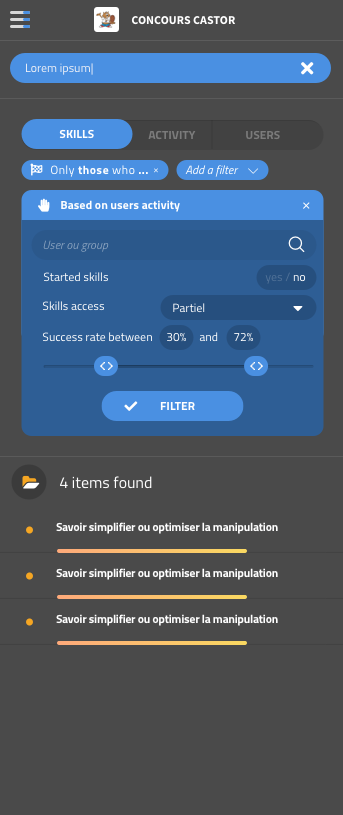 CONCOURS CASTOR
Lorem ipsum|
SKILLS ACTIVITY USERS
Only those who ... × Add a filter
Based on users activity ×
User ou group
Started skills yes / no
Skills access Partiel
Success rate between 30% and 72%
FILTER
4 items found
Savoir simplifier ou optimiser la manipulation
Savoir simplifier ou optimiser la manipulation
Savoir simplifier ou optimiser la manipulation